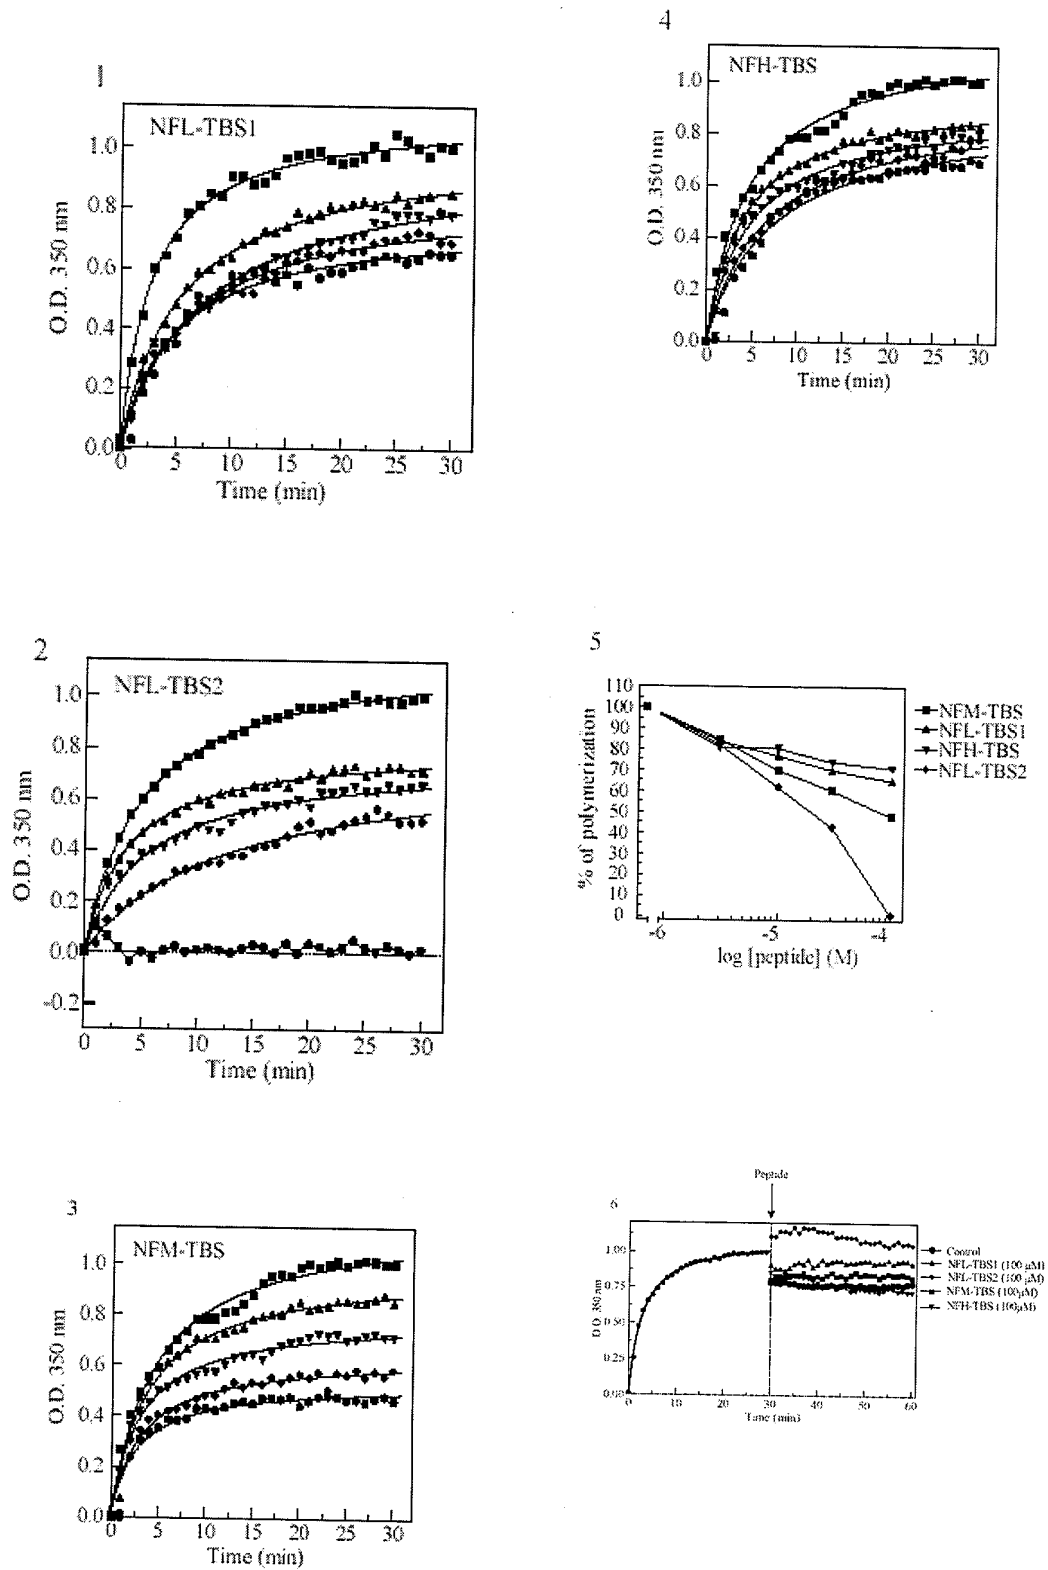 1
NFL-TBS1
O.D. 350 nm
1.0
0.8
0.6
0.4
0.2
0.0
0 5 10 15 20 25 30
Time (min)
4
NFH-TBS
O.D. 350 nm
1.0
0.8
0.6
0.4
0.2
0.0
0 5 10 15 20 25 30
Time (min)
2
NFL-TBS2
O.D. 350 nm
1.0
0.8
0.6
0.4
0.2
0.0
-0.2
0 5 10 15 20 25 30
Time (min)
5
% of polymerization
110
100
90
80
70
60
50
40
30
20
10
0
-6 -5 -4
log [peptide] (M)
NFM-TBS
NFL-TBS1
NFH-TBS
NFL-TBS2
3
NFM-TBS
O.D. 350 nm
1.0
0.8
0.6
0.4
0.2
0.0
0 5 10 15 20 25 30
Time (min)
Peptide
6
D.O. 350 nm
1.00
0.75
0.50
0.25
0.00
0 10 20 30 40 50 60
Time (min)
Control
NFL-TBS1 (100 µM)
NFL-TBS2 (100 µM)
NFM-TBS (100µM)
NFH-TBS (100µM)